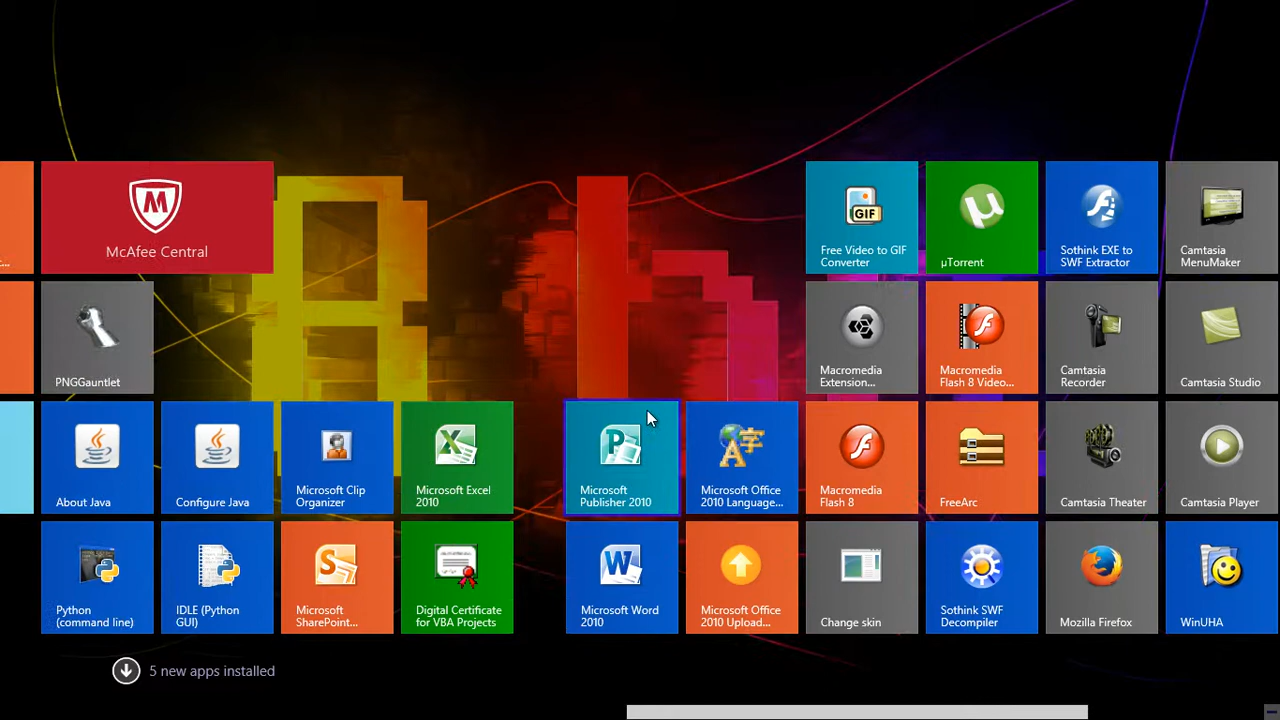 c...
McAfee Central
Free Video to GIF
Converter
µTorrent
Sothink EXE to
SWF Extractor
Camtasia
MenuMaker
PNGGauntlet
Macromedia
Extension...
Macromedia
Flash 8 Video...
Camtasia
Recorder
Camtasia Studio
About Java
Configure Java
Microsoft Clip
Organizer
Microsoft Excel
2010
Microsoft
Publisher 2010
Microsoft Office
2010 Language...
Macromedia
Flash 8
FreeArc
Camtasia Theater
Camtasia Player
Python
(command line)
IDLE (Python
GUI)
Microsoft
SharePoint...
Digital Certificate
for VBA Projects
Microsoft Word
2010
Microsoft Office
2010 Upload...
Change skin
Sothink SWF
Decompiler
Mozilla Firefox
WinUHA
5 new apps installed